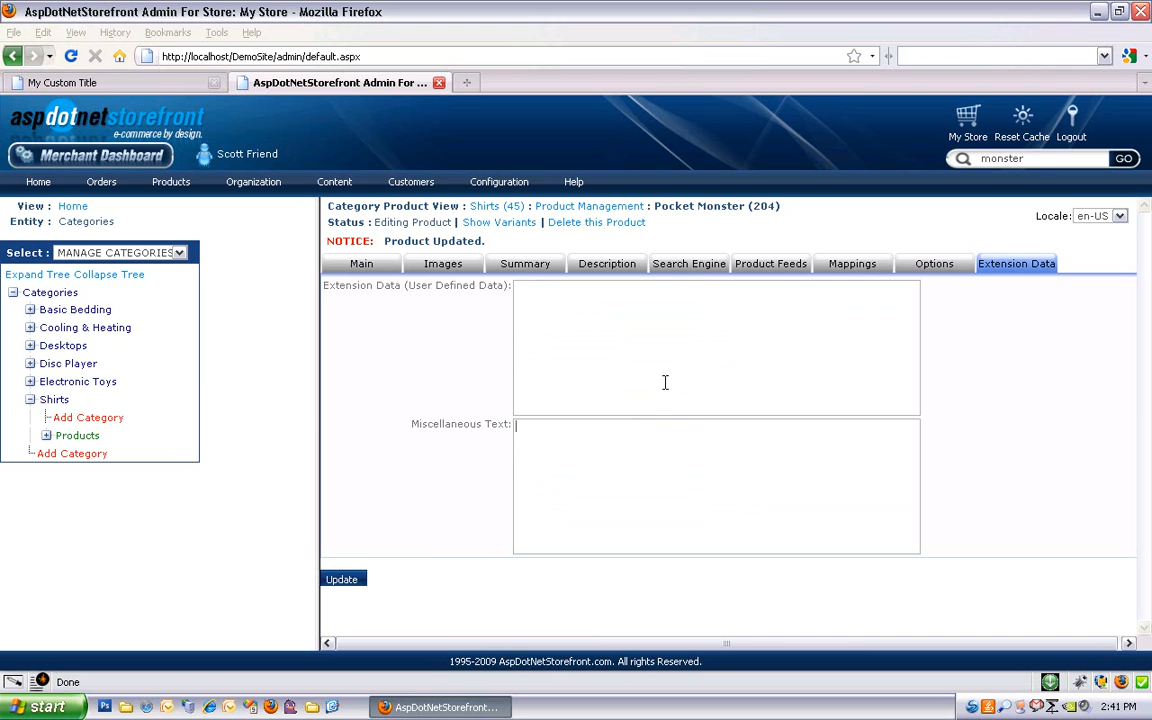 AspDotNetStorefront Admin For Store: My Store - Mozilla Firefox
File Edit View History Bookmarks Tools Help
http://localhost/DemoSite/admin/default.aspx
My Custom Title
AspDotNetStorefront Admin For ...
aspdotnetstorefront
e-commerce by design.
My Store Reset Cache Logout
Merchant Dashboard Scott Friend
monster GO
Home Orders Products Organization Content Customers Configuration Help
View : Home
Entity : Categories
Select : MANAGE CATEGORIES
Expand Tree Collapse Tree
Categories
Basic Bedding
Cooling & Heating
Desktops
Disc Player
Electronic Toys
Shirts
Add Category
Products
Add Category
Category Product View : Shirts (45) : Product Management : Pocket Monster (204)
Status : Editing Product | Show Variants | Delete this Product
Locale: en-US
NOTICE: Product Updated.
Main Images Summary Description Search Engine Product Feeds Mappings Options Extension Data
Extension Data (User Defined Data):
Miscellaneous Text:
Update
1995-2009 AspDotNetStorefront.com. All rights Reserved.
Done
start
AspDotNetStorefront...
2:41 PM